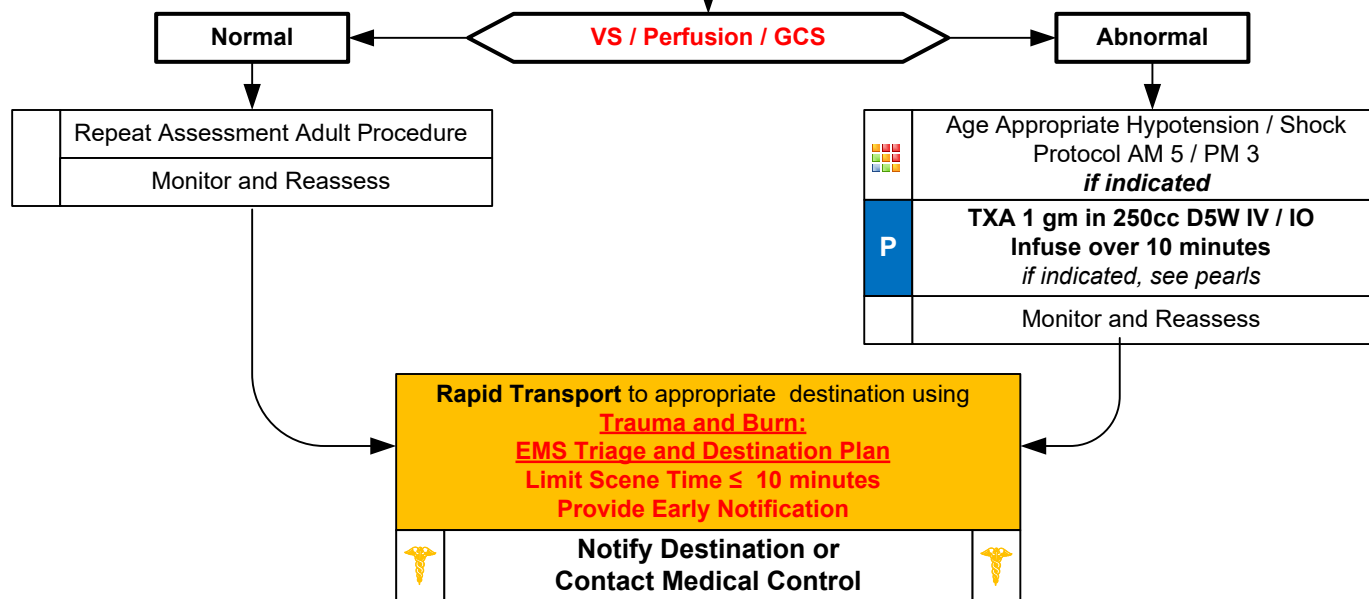 Normal
VS / Perfusion / GCS
Abnormal
Repeat Assessment Adult Procedure
Monitor and Reassess
Age Appropriate Hypotension / Shock
Protocol AM 5 / PM 3
if indicated
P
TXA 1 gm in 250cc D5W IV / IO
Infuse over 10 minutes
if indicated, see pearls
Monitor and Reassess
Rapid Transport to appropriate destination using
Trauma and Burn:
EMS Triage and Destination Plan
Limit Scene Time ≤ 10 minutes
Provide Early Notification
Notify Destination or
Contact Medical Control